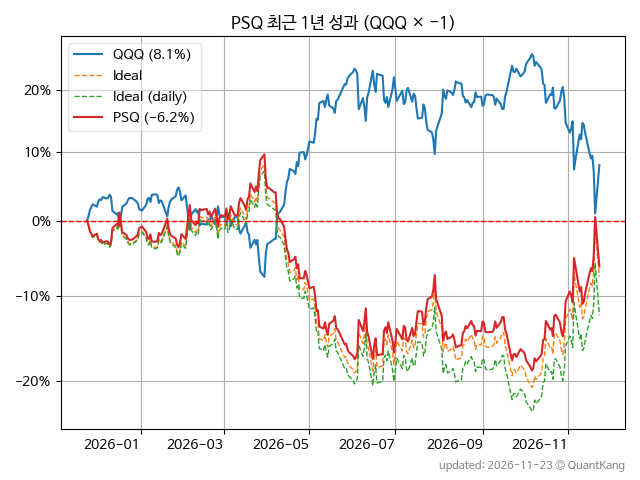 PSQ 최근 1년 성과 (QQQ × −1)
QQQ (8.1%)
Ideal
Ideal (daily)
PSQ (−6.2%)
20%
10%
0%
−10%
−20%
2026-01
2026-03
2026-05
2026-07
2026-09
2026-11
updated: 2026-11-23 © QuantKang